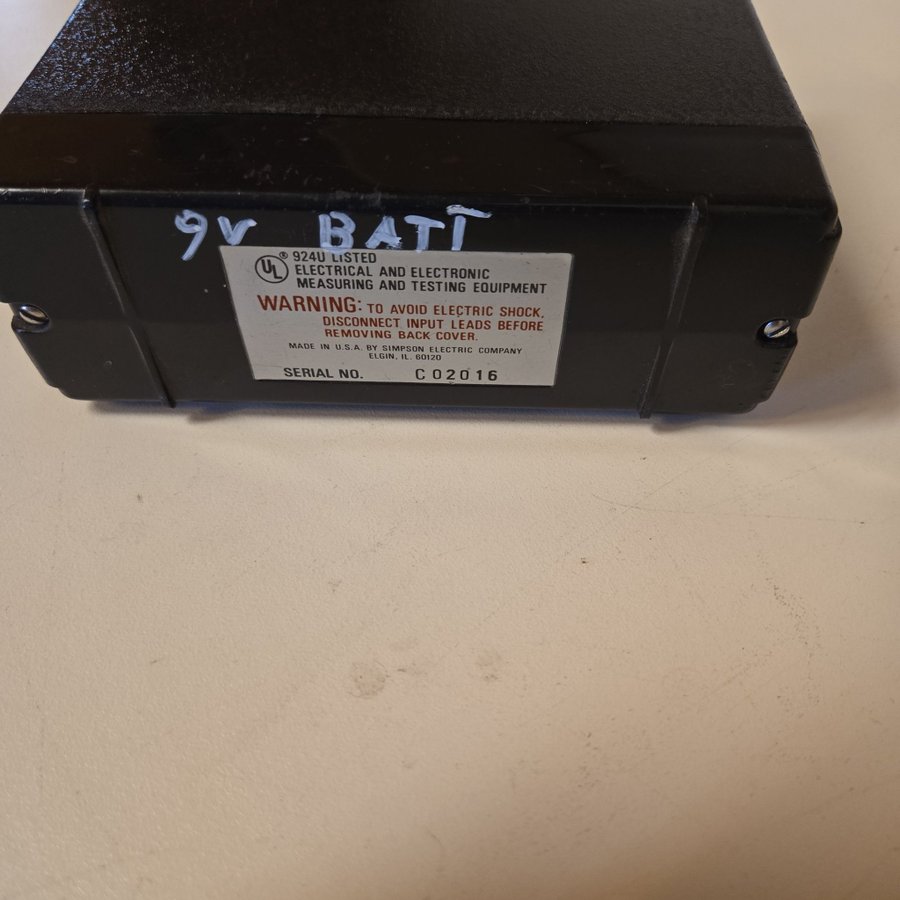 9V BATT
UL ® 924U LISTED
ELECTRICAL AND ELECTRONIC
MEASURING AND TESTING EQUIPMENT
WARNING: TO AVOID ELECTRIC SHOCK,
DISCONNECT INPUT LEADS BEFORE
REMOVING BACK COVER.
MADE IN U.S.A. BY SIMPSON ELECTRIC COMPANY
ELGIN, IL. 60120
SERIAL NO. C02016